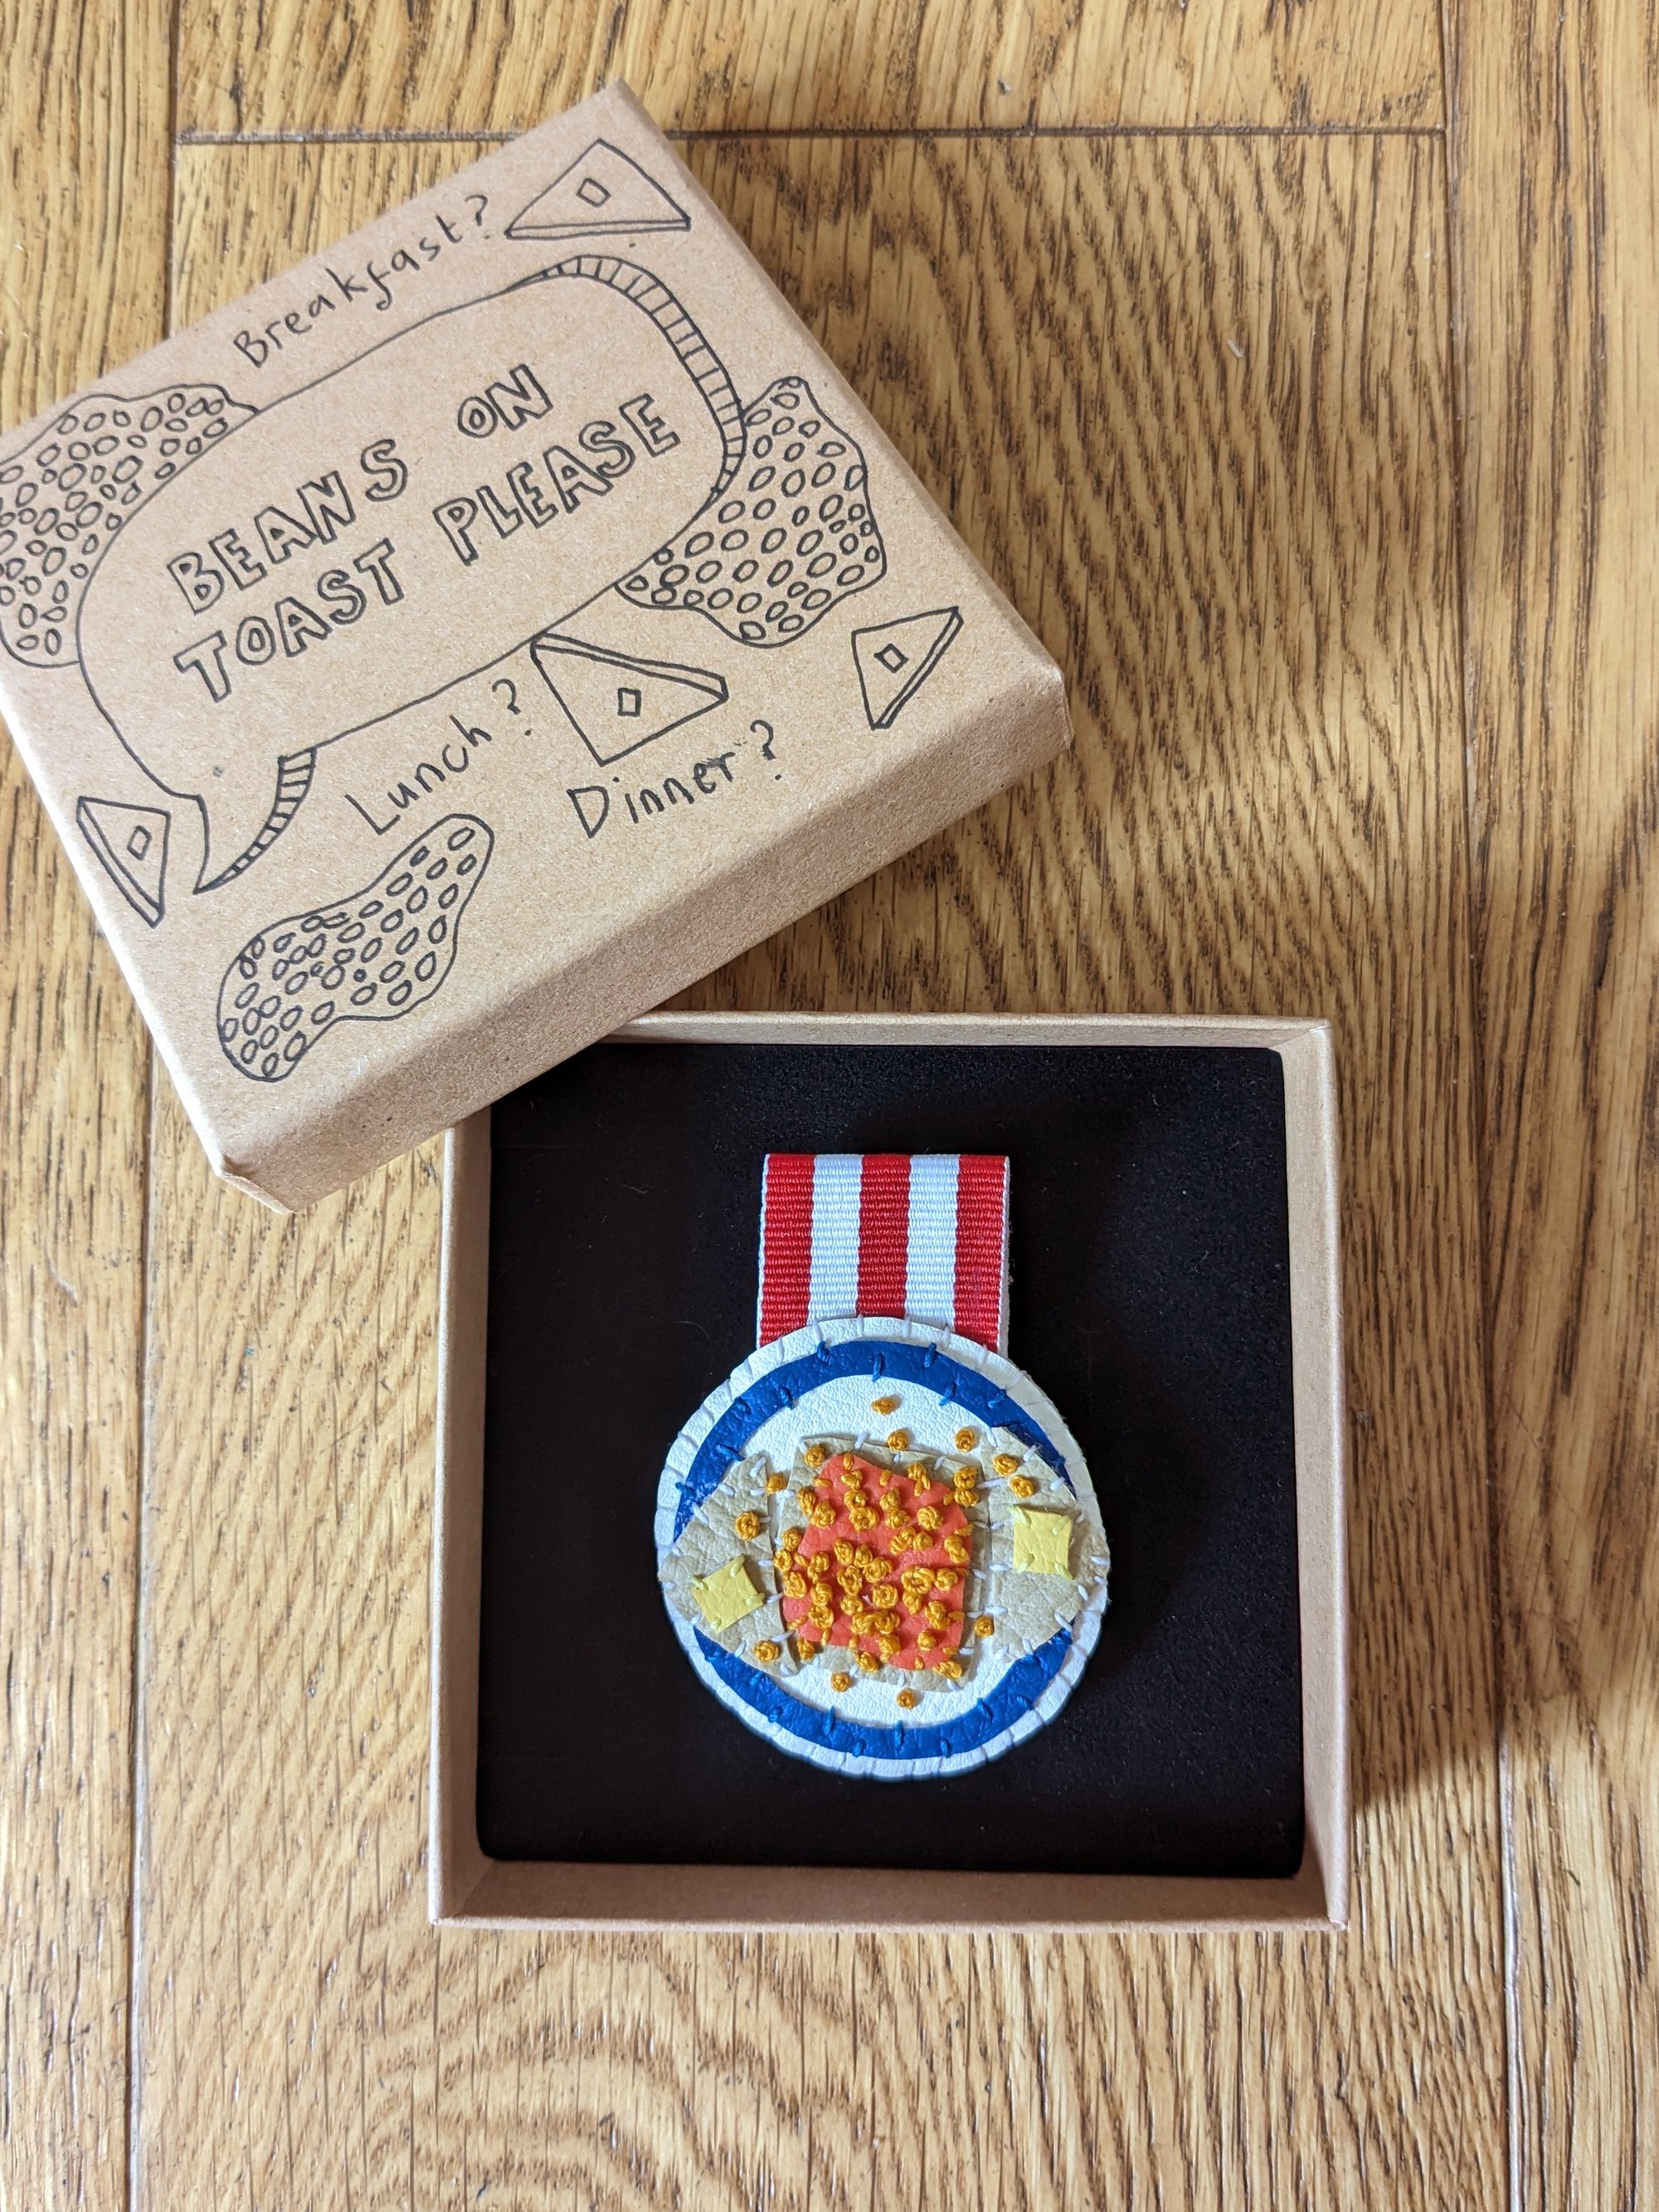 Breakfast?
BEANS ON
TOAST PLEASE
Lunch?
Dinner?